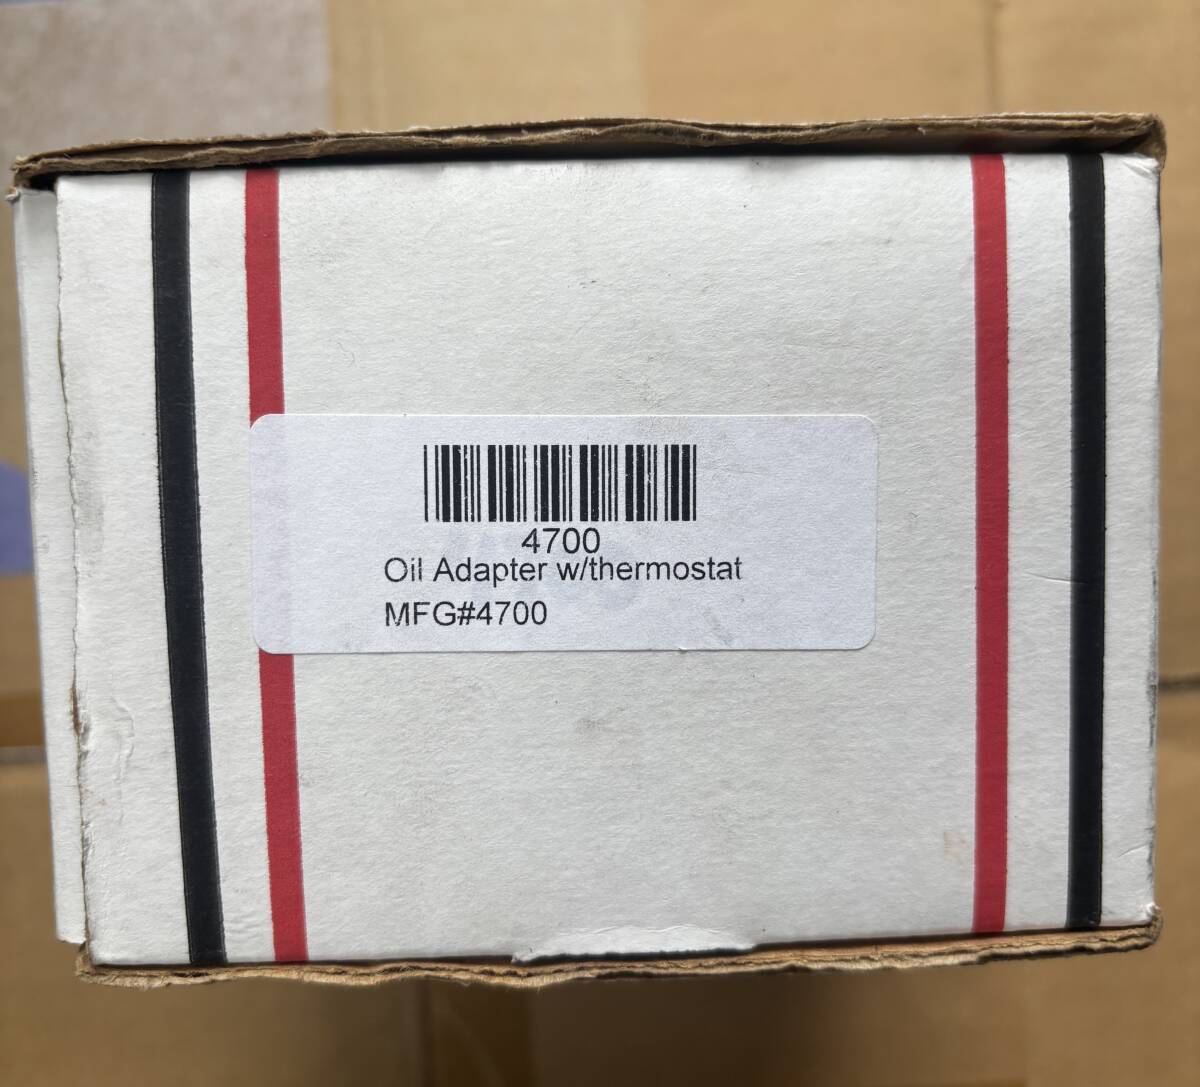 4700
Oil Adapter w/thermostat
MFG#4700